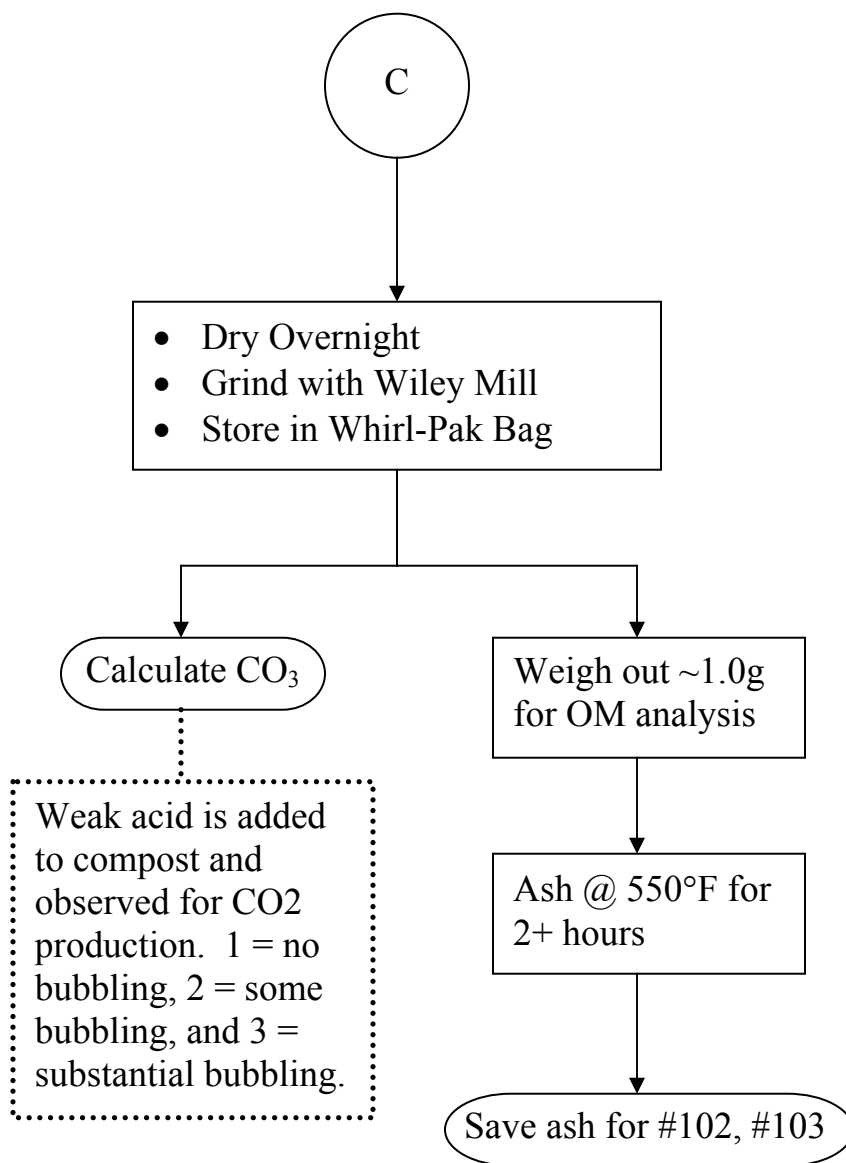 C
• Dry Overnight
• Grind with Wiley Mill
• Store in Whirl-Pak Bag
Calculate CO₃
Weak acid is added
to compost and
observed for CO2
production.  1 = no
bubbling, 2 = some
bubbling, and 3 =
substantial bubbling.
Weigh out ~1.0g
for OM analysis
Ash @ 550°F for
2+ hours
Save ash for #102, #103